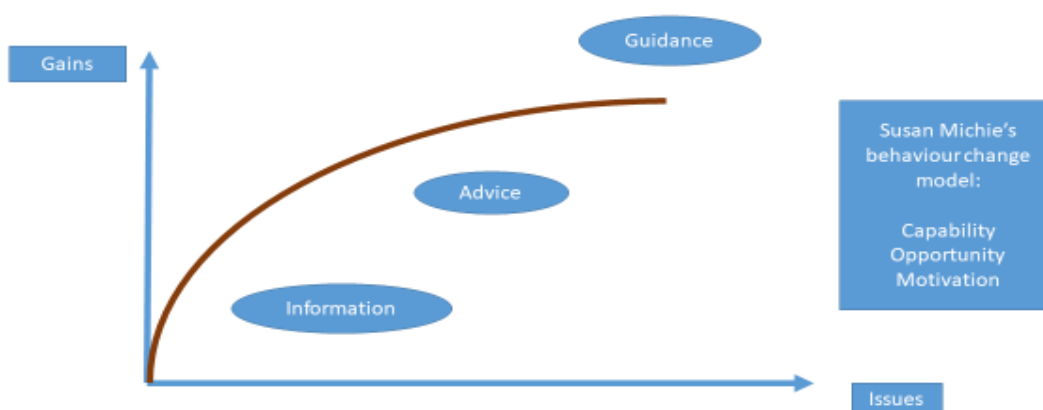 Guidance
Gains
Susan Michie's
behaviour change
model:
Capability
Opportunity
Motivation
Advice
Information
Issues